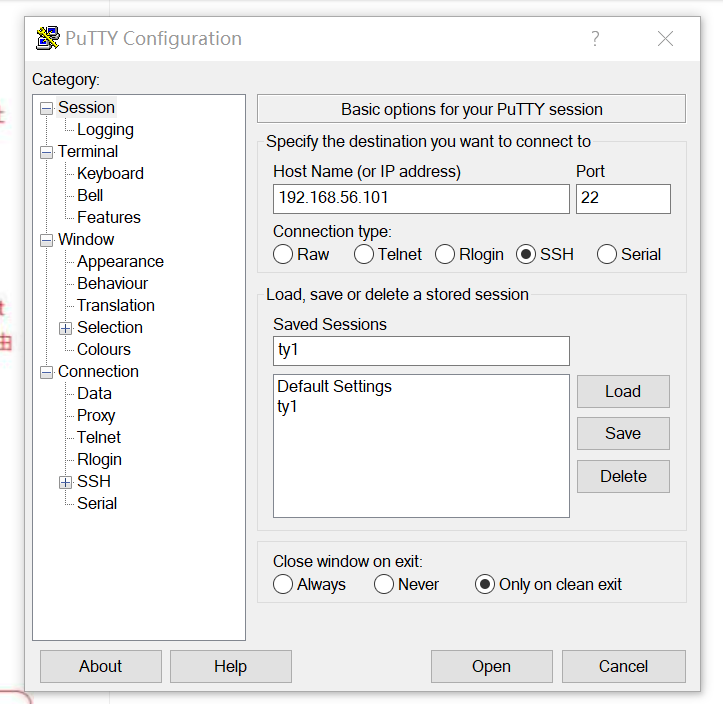 PuTTY Configuration
?
Category:
Session
Logging
Terminal
Keyboard
Bell
Features
Window
Appearance
Behaviour
Translation
Selection
Colours
Connection
Data
Proxy
Telnet
Rlogin
SSH
Serial
Basic options for your PuTTY session
Specify the destination you want to connect to
Host Name (or IP address) Port
192.168.56.101 22
Connection type:
Raw Telnet Rlogin SSH Serial
Load, save or delete a stored session
Saved Sessions
ty1
Default Settings
ty1
Load
Save
Delete
Close window on exit:
Always Never Only on clean exit
About Help Open Cancel